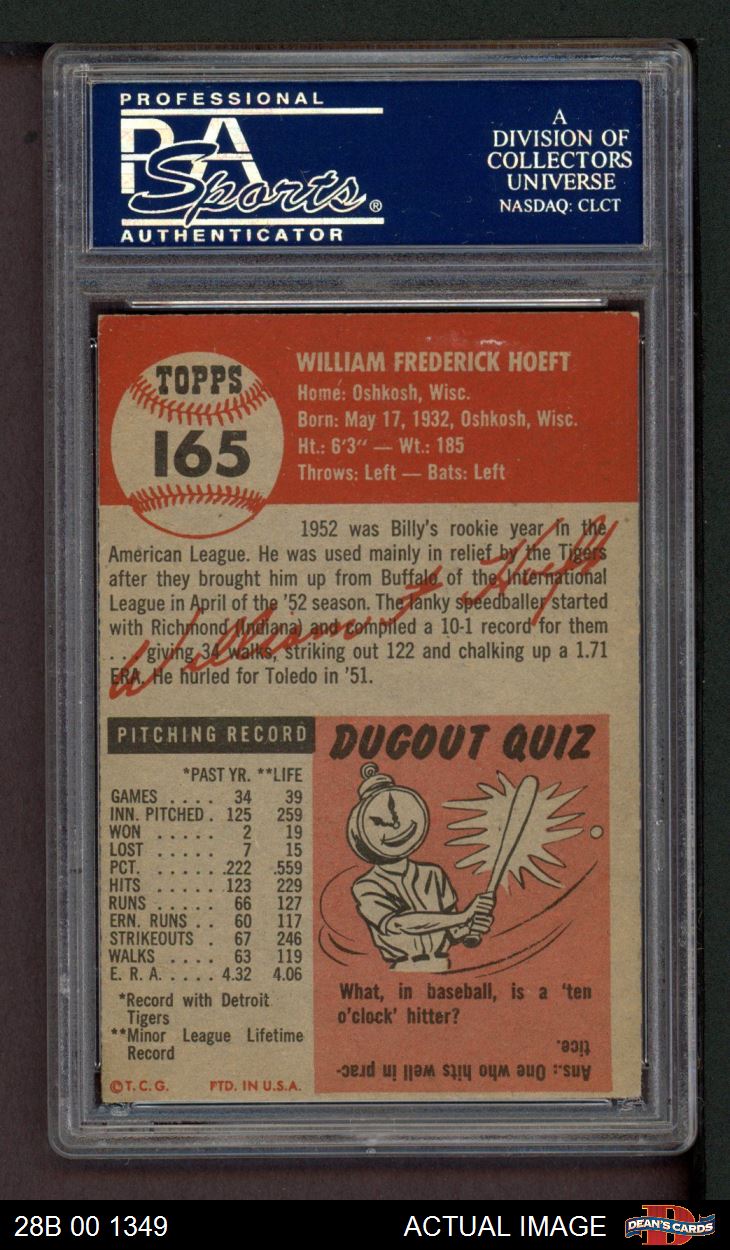 PROFESSIONAL
PSA
Sports®
AUTHENTICATOR
A
DIVISION OF
COLLECTORS
UNIVERSE
NASDAQ: CLCT
TOPPS
165
WILLIAM FREDERICK HOEFT
Home: Oshkosh, Wisc.
Born: May 17, 1932, Oshkosh, Wisc.
Ht.: 6'3" — Wt.: 185
Throws: Left — Bats: Left
1952 was Billy's rookie year in the
American League. He was used mainly in relief by the Tigers
after they brought him up from Buffalo of the International
League in April of the '52 season. The lanky speedballer started
with Richmond (Indiana) and compiled a 10-1 record for them
. . . giving 34 walks, striking out 122 and chalking up a 1.71
ERA. He hurled for Toledo in '51.
William F Hoeft
PITCHING RECORD
*PAST YR. **LIFE
GAMES . . . . 34 39
INN. PITCHED . 125 259
WON . . . . . 2 19
LOST . . . . . 7 15
PCT. . . . . . .222 .559
HITS . . . . . 123 229
RUNS . . . . . 66 127
ERN. RUNS . . 60 117
STRIKEOUTS . 67 246
WALKS . . . . 63 119
E. R. A. . . . . . 4.32 4.06
*Record with Detroit
Tigers
**Minor League Lifetime
Record
©T.C.G. PTD. IN U.S.A.
DUGOUT QUIZ
What, in baseball, is a 'ten
o'clock' hitter?
Ans.: One who hits well in prac-
tice.
28B 00 1349
ACTUAL IMAGE
D
DEAN'S CARDS